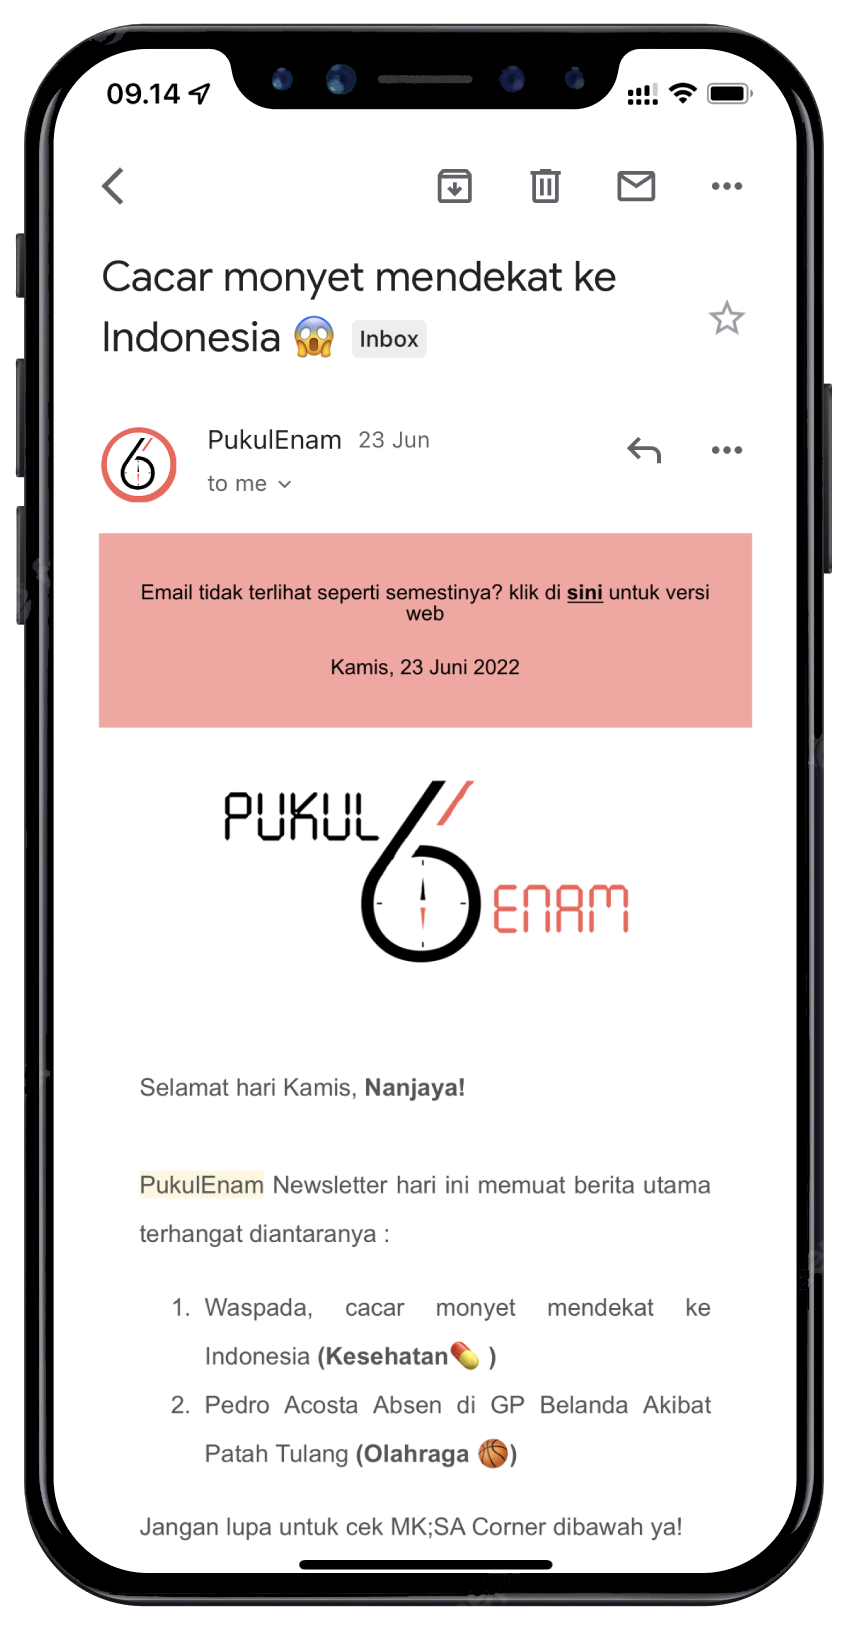 09.14
Cacar monyet mendekat ke
Indonesia 😱 Inbox
PukulEnam 23 Jun
to me
Email tidak terlihat seperti semestinya? klik di sini untuk versi
web
Kamis, 23 Juni 2022
PUKUL
6
ENAM
Selamat hari Kamis, Nanjaya!
PukulEnam Newsletter hari ini memuat berita utama
terhangat diantaranya :
1. Waspada, cacar monyet mendekat ke
Indonesia (Kesehatan💊 )
2. Pedro Acosta Absen di GP Belanda Akibat
Patah Tulang (Olahraga 🏀)
Jangan lupa untuk cek MK;SA Corner dibawah ya!